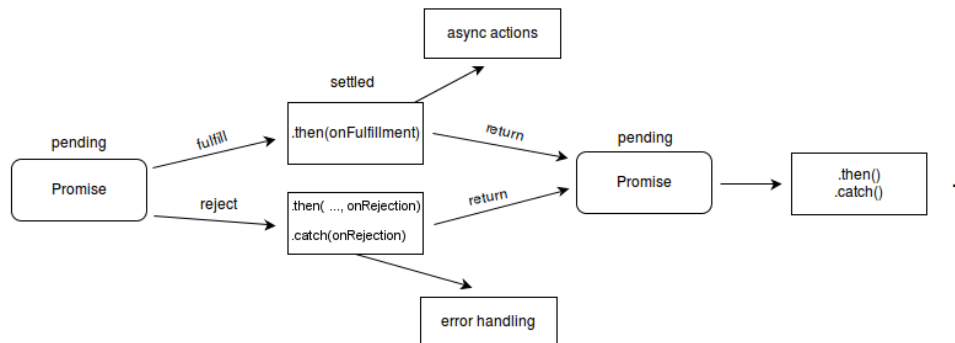 async actions
settled
.then(onFulfillment)
return
pending
fulfill
pending
Promise
Promise
.then()
.catch()
reject
.then( ..., onRejection)
.catch(onRejection)
return
error handling